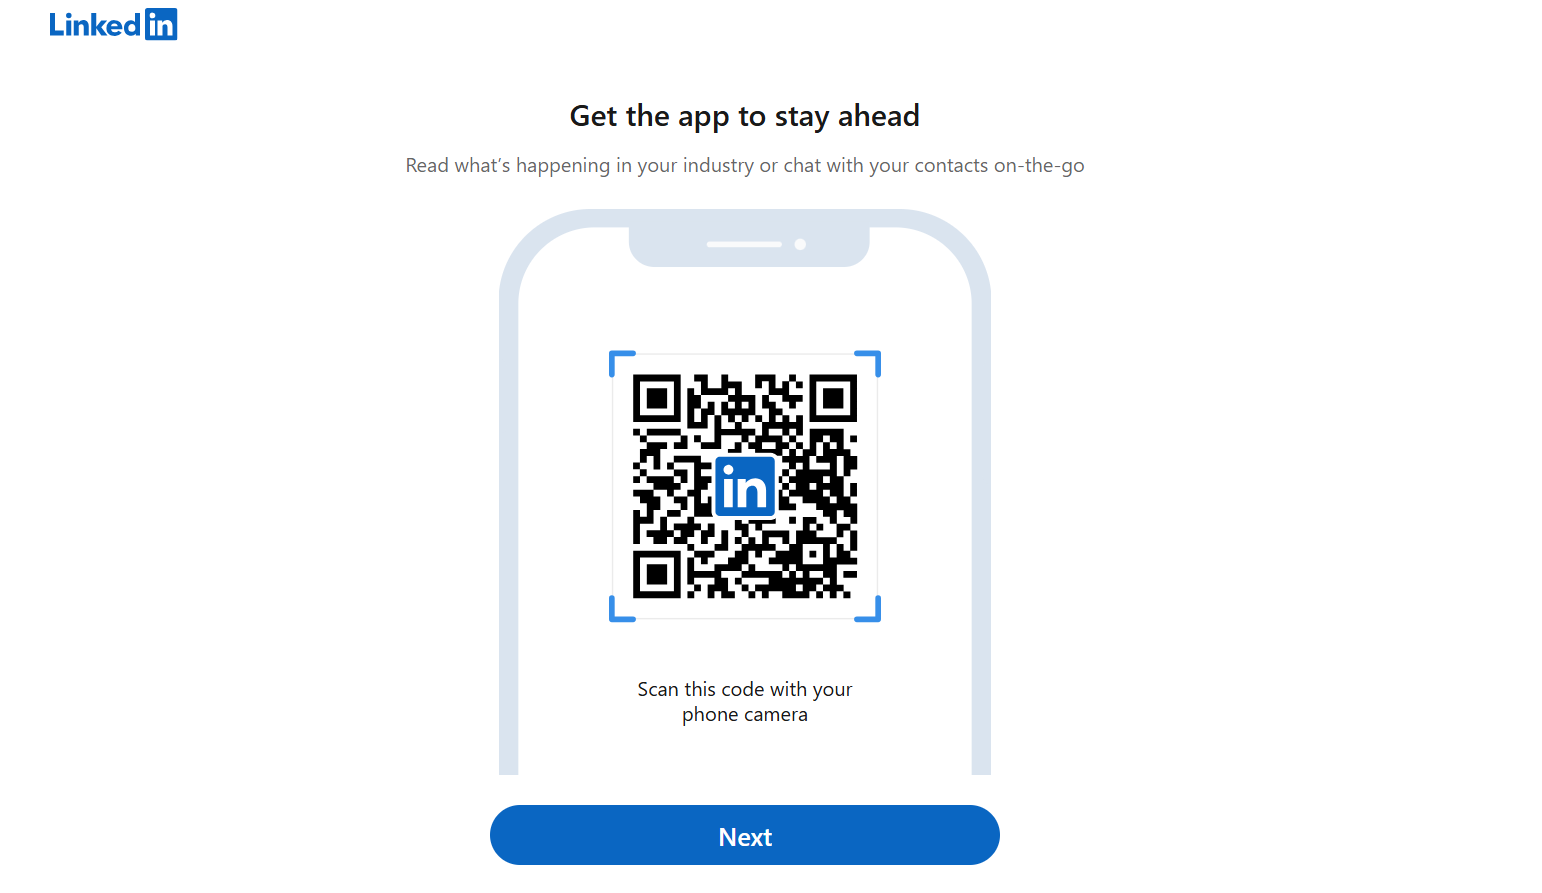 Linkedin
Get the app to stay ahead
Read what’s happening in your industry or chat with your contacts on-the-go
in
Scan this code with your
phone camera
Next